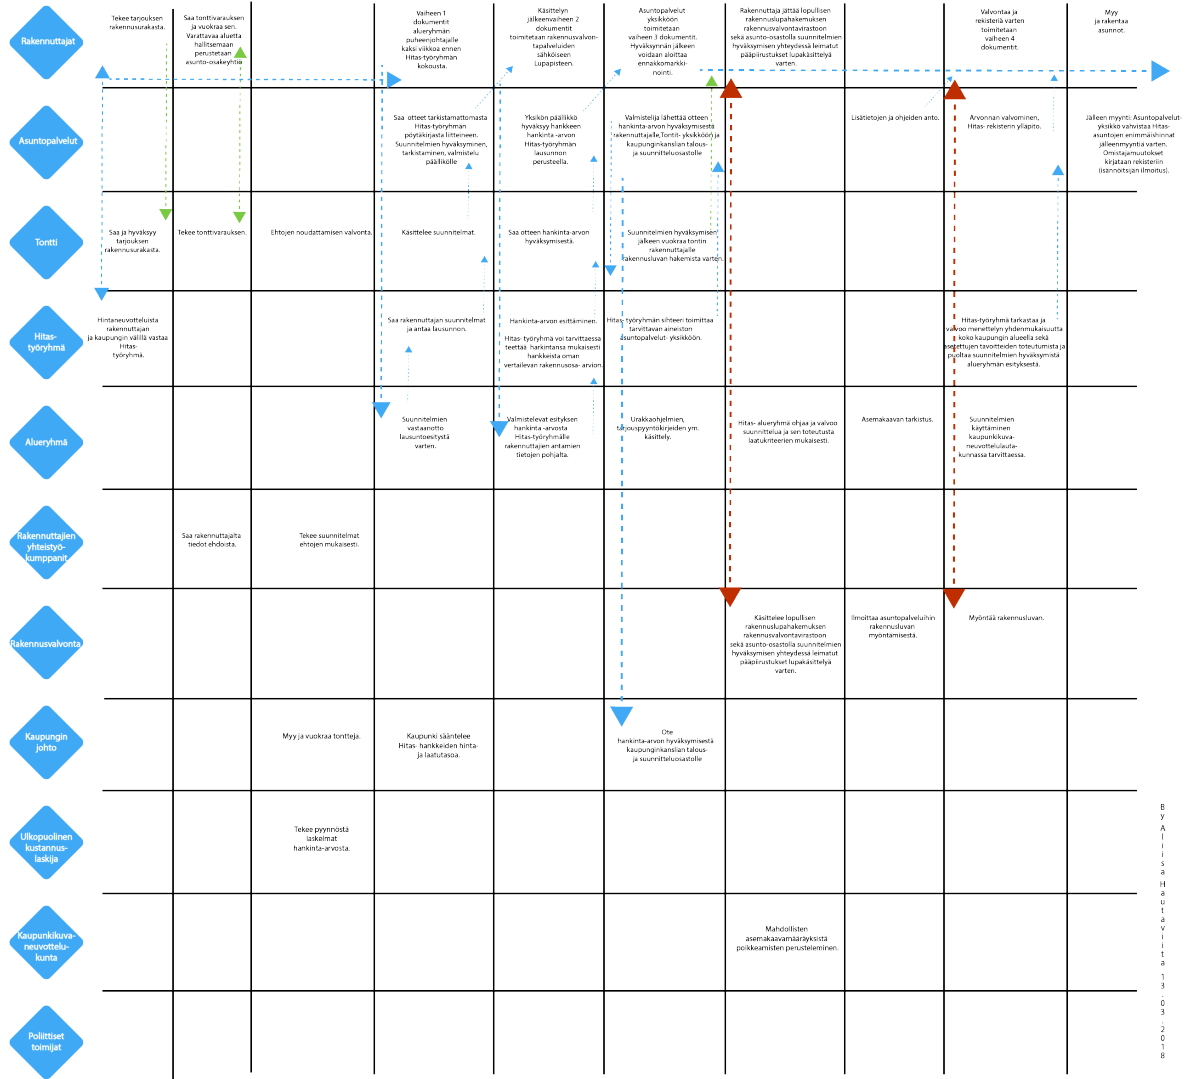 Rakennuttajat
Tekee tarjouksen
rakennusurakasta.
Saa tonttivarauksen
ja vuokraa sen.
Varattavaa aluetta
hallitsemaan
perustetaan
asunto-osakeyhtiö
Vaiheen 1
dokumentit
alueryhmän
puheenjohtajalle
kaksi viikkoa ennen
Hitas-työryhmän
kokousta.
Käsittelyn
jälkeenvaiheen 2
dokumentit
toimitetaan rakennusvalvon-
tapalveluiden
sähköiseen
Lupapisteen.
Asuntopalvelut
yksikköön
toimitetaan
vaiheen 3 dokumentit.
Hyväksynnän jälkeen
voidaan aloittaa
ennakkomarkki-
nointi.
Rakennuttaja jättää lopullisen
rakennuslupahakemuksen
rakennusvalvontavirastoon
sekä asunto-osastolla suunnitelmien
hyväksymisen yhteydessä leimatut
pääpiirustukset lupakäsittelyä
varten.
Valvontaa ja
rekisteriä varten
toimitetaan
vaiheen 4
dokumentit.
Myy
ja rakentaa
asunnot.
Asuntopalvelut
Saa otteet tarkistamattomasta
Hitas-työryhmän
pöytäkirjasta liitteineen.
Suunnitelmien hyväksyminen,
tarkistaminen, valmistelu
päällikölle
Yksikön päällikkö
hyväksyy hankkeen
hankinta -arvon
Hitas-työryhmän
lausunnon
perusteella.
Valmistelija lähettää otteen
hankinta-arvon hyväksymisestä
rakennuttajalle,Tontit- yksikköön) ja
kaupunginkanslian talous-
ja suunnitteluosastolle
Lisätietojen ja ohjeiden anto.
Arvonnan valvominen,
Hitas- rekisterin ylläpito.
Jälleen myynti: Asuntopalvelut-
yksikkö vahvistaa Hitas-
asuntojen enimmäishinnat
jälleenmyyntiä varten.
Omistajamuutokset
kirjataan rekisteriin
(isännöitsijän ilmoitus).
Tontti
Saa ja hyväksyy
tarjouksen
rakennusurakasta.
Tekee tonttivarauksen.
Ehtojen noudattamisen valvonta.
Käsittelee suunnitelmat.
Saa otteen hankinta-arvon
hyväksymisestä.
Suunnitelmien hyväksymisen
jälkeen vuokraa tontin
rakennuttajalle
rakennusluvan hakemista varten.
Hitas-
työryhmä
Hintaneuvotteluista
rakennuttajan
ja kaupungin välillä vastaa
Hitas-
työryhmä.
Saa rakennuttajan suunnitelmat
ja antaa lausunnon.
Hankinta-arvon esittäminen.
Hitas- työryhmä voi tarvittaessa
teettää harkintansa mukaisesti
hankkeista oman
vertailevan rakennusosa- arvion.
Hitas- työryhmän sihteeri toimittaa
tarvittavan aineiston
asuntopalvelut- yksikköön.
Hitas- työryhmä tarkastaa ja
valvoo menettelyn yhdenmukaisuutta
koko kaupungin alueella sekä
asetettujen tavoitteiden toteutumista ja
puoltaa suunnitelmien hyväksymistä
alueryhmän esityksestä.
Alueryhmä
Suunnitelmien
vastaanotto
lausuntoesitystä
varten.
Valmistelevat esityksen
hankinta -arvosta
Hitas-työryhmälle
rakennuttajien antamien
tietojen pohjalta.
Urakkaohjelmien,
tarjouspyyntökirjeiden ym.
käsittely.
Hitas- alueryhmä ohjaa ja valvoo
suunnittelua ja sen toteutusta
laatukriteerien mukaisesti.
Asemakaavan tarkistus.
Suunnitelmien
käyttäminen
kaupunkikuva-
neuvottelulauta-
kunnassa tarvittaessa.
Rakennuttajien
yhteistyö-
kumppanit
Saa rakennuttajalta
tiedot ehdoista.
Tekee suunnitelmat
ehtojen mukaisesti.
Rakennusvalvonta
Käsittelee lopullisen
rakennuslupahakemuksen
rakennusvalvontavirastoon
sekä asunto-osastolla suunnitelmien
hyväksymisen yhteydessä leimatut
pääpiirustukset lupakäsittelyä
varten.
Ilmoittaa asuntopalveluihin
rakennusluvan
myöntämisestä.
Myöntää rakennusluvan.
Kaupungin
johto
Myy ja vuokraa tontteja.
Kaupunki sääntelee
Hitas- hankkeiden hinta-
ja laatutasoa.
Ote
hankinta-arvon hyväksymisestä
kaupunginkanslian talous-
ja suunnitteluosastolle
Ulkopuolinen
kustannus-
laskija
Tekee pyynnöstä
laskelmat
hankinta-arvosta.
Kaupunkikuva-
neuvottelu-
kunta
Mahdollisten
asemakaavamääräyksistä
poikkeamisten perusteleminen.
Poliittiset
toimijat
By Aliisa Hautaviita 13.03.2018